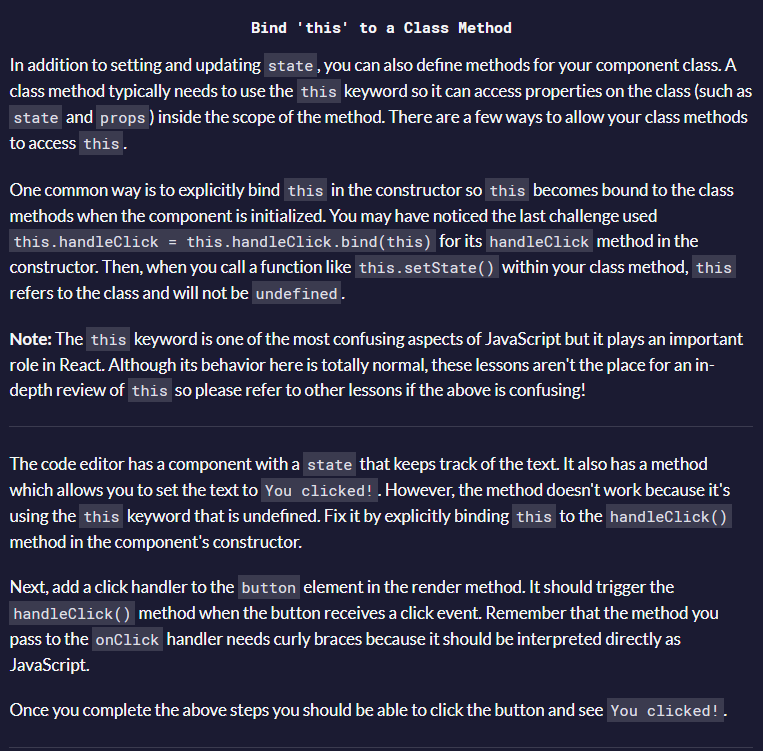 Bind 'this' to a Class Method
In addition to setting and updating state, you can also define methods for your component class. A
class method typically needs to use the this keyword so it can access properties on the class (such as
state and props) inside the scope of the method. There are a few ways to allow your class methods
to access this.
One common way is to explicitly bind this in the constructor so this becomes bound to the class
methods when the component is initialized. You may have noticed the last challenge used
this.handleClick = this.handleClick.bind(this) for its handleClick method in the
constructor. Then, when you call a function like this.setState() within your class method, this
refers to the class and will not be undefined.
Note: The this keyword is one of the most confusing aspects of JavaScript but it plays an important
role in React. Although its behavior here is totally normal, these lessons aren't the place for an in-
depth review of this so please refer to other lessons if the above is confusing!
The code editor has a component with a state that keeps track of the text. It also has a method
which allows you to set the text to You clicked!. However, the method doesn't work because it's
using the this keyword that is undefined. Fix it by explicitly binding this to the handleClick()
method in the component's constructor.
Next, add a click handler to the button element in the render method. It should trigger the
handleClick() method when the button receives a click event. Remember that the method you
pass to the onClick handler needs curly braces because it should be interpreted directly as
JavaScript.
Once you complete the above steps you should be able to click the button and see You clicked!.